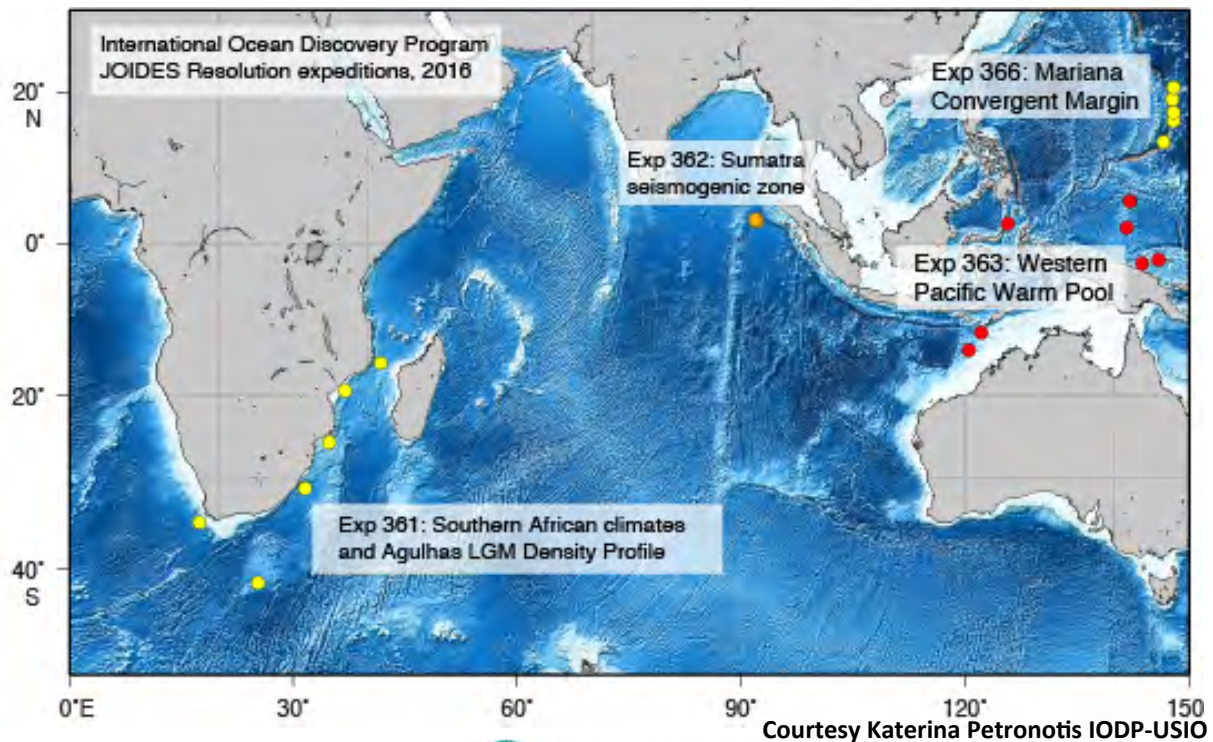 International Ocean Discovery Program
JOIDES Resolution expeditions, 2016
Exp 366: Mariana
Convergent Margin
Exp 362: Sumatra
seismogenic zone
Exp 363: Western
Pacific Warm Pool
Exp 361: Southern African climates
and Agulhas LGM Density Profile
20°
N
0°
20°
40°
S
0°E
30°
60°
90°
120°
150
Courtesy Katerina Petronotis IODP-USIO